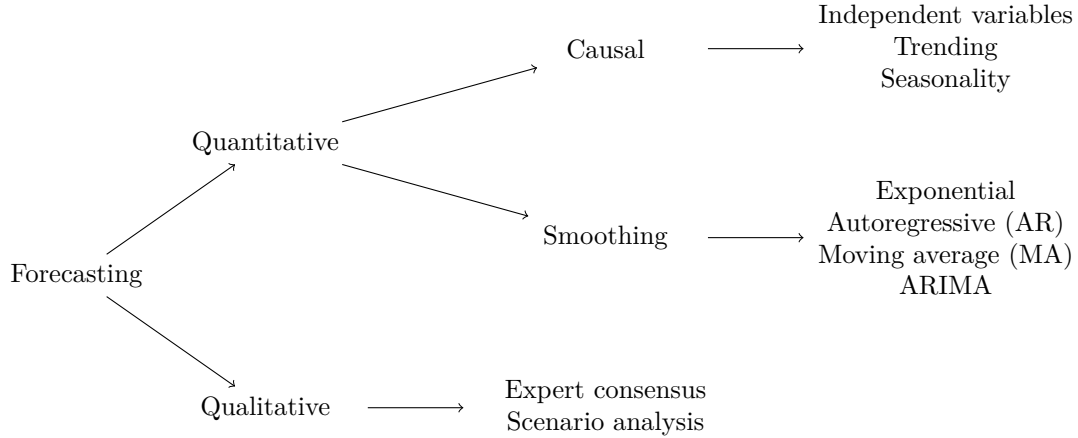 Independent variables
Trending
Seasonality
Causal
Quantitative
Exponential
Autoregressive (AR)
Moving average (MA)
ARIMA
Smoothing
Forecasting
Expert consensus
Scenario analysis
Qualitative